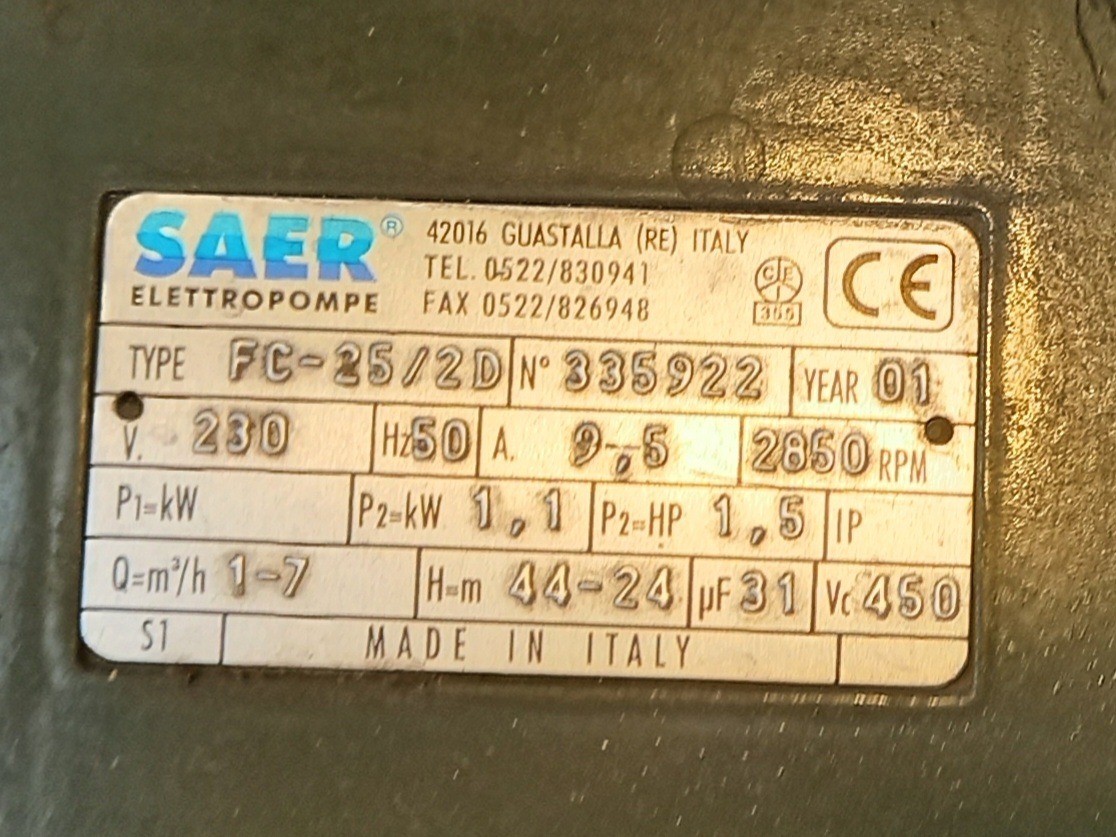 SAER®
ELETTROPOMPE
42016 GUASTALLA (RE) ITALY
TEL. 0522/830941
FAX 0522/826948
CEI
355
CE
TYPE FC-25/2D N° 335922 YEAR 01
V. 230 Hz 50 A. 9,5 2850 RPM
P1=kW P2=kW 1,1 P2=HP 1,5 IP
Q=m³/h 1-7 H=m 44-24 µF 31 Vc 450
S1 MADE IN ITALY